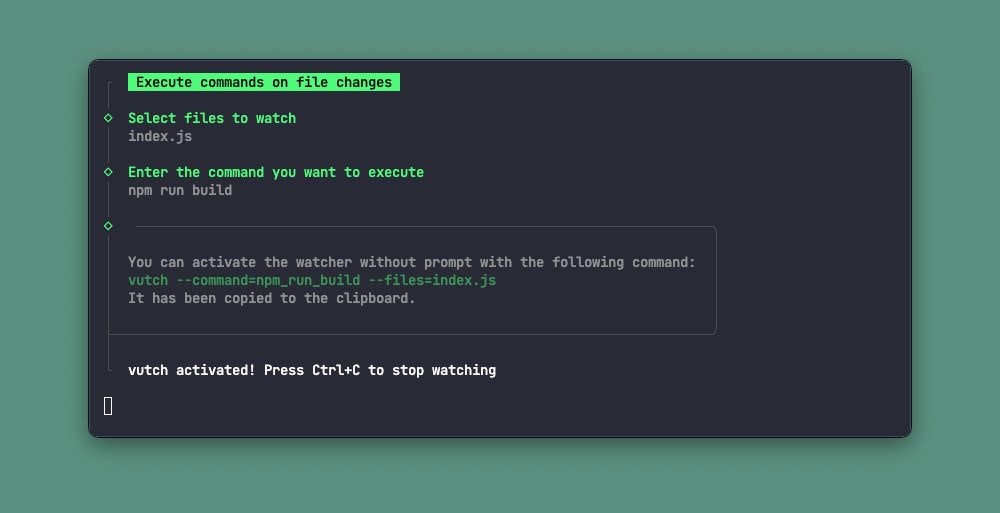 Execute commands on file changes
Select files to watch
index.js
Enter the command you want to execute
npm run build
You can activate the watcher without prompt with the following command:
vutch --command=npm_run_build --files=index.js
It has been copied to the clipboard.
vutch activated! Press Ctrl+C to stop watching